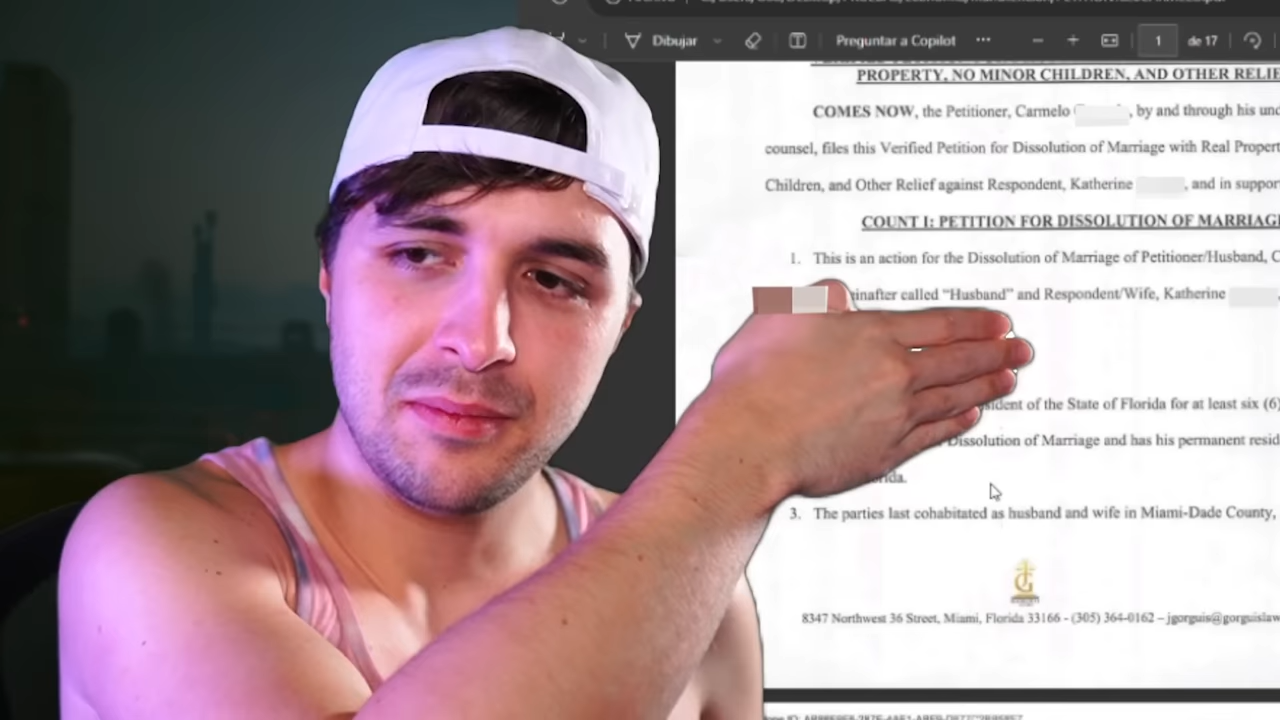 Dibujar
Preguntar a Copilot
1 de 17
PROPERTY, NO MINOR CHILDREN, AND OTHER RELIE
COMES NOW, the Petitioner, Carmelo , by and through his und
counsel, files this Verified Petition for Dissolution of Marriage with Real Propert
Children, and Other Relief against Respondent, Katherine , and in support
COUNT I: PETITION FOR DISSOLUTION OF MARRIAG
1. This is an action for the Dissolution of Marriage of Petitioner/Husband, C
inafter called “Husband” and Respondent/Wife, Katherine
sident of the State of Florida for at least six (6)
Dissolution of Marriage and has his permanent resid
rida.
3. The parties last cohabitated as husband and wife in Miami-Dade County,
G
8347 Northwest 36 Street, Miami, Florida 33166 - (305) 364-0162 – jgorguis@gorguislaw